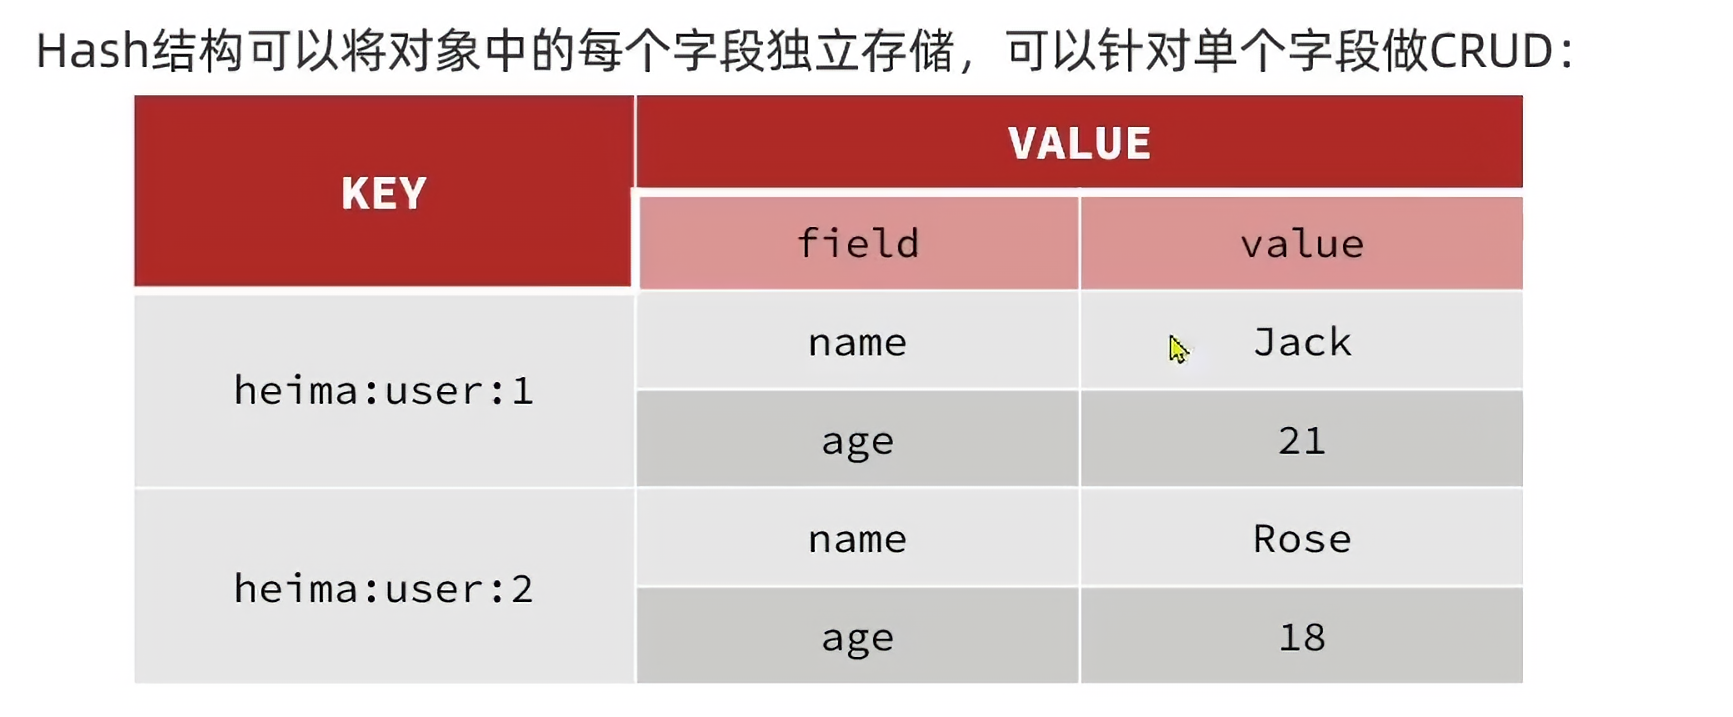 Hash结构可以将对象中的每个字段独立存储，可以针对单个字段做CRUD：
KEY VALUE
field value
heima:user:1 name Jack
age 21
heima:user:2 name Rose
age 18